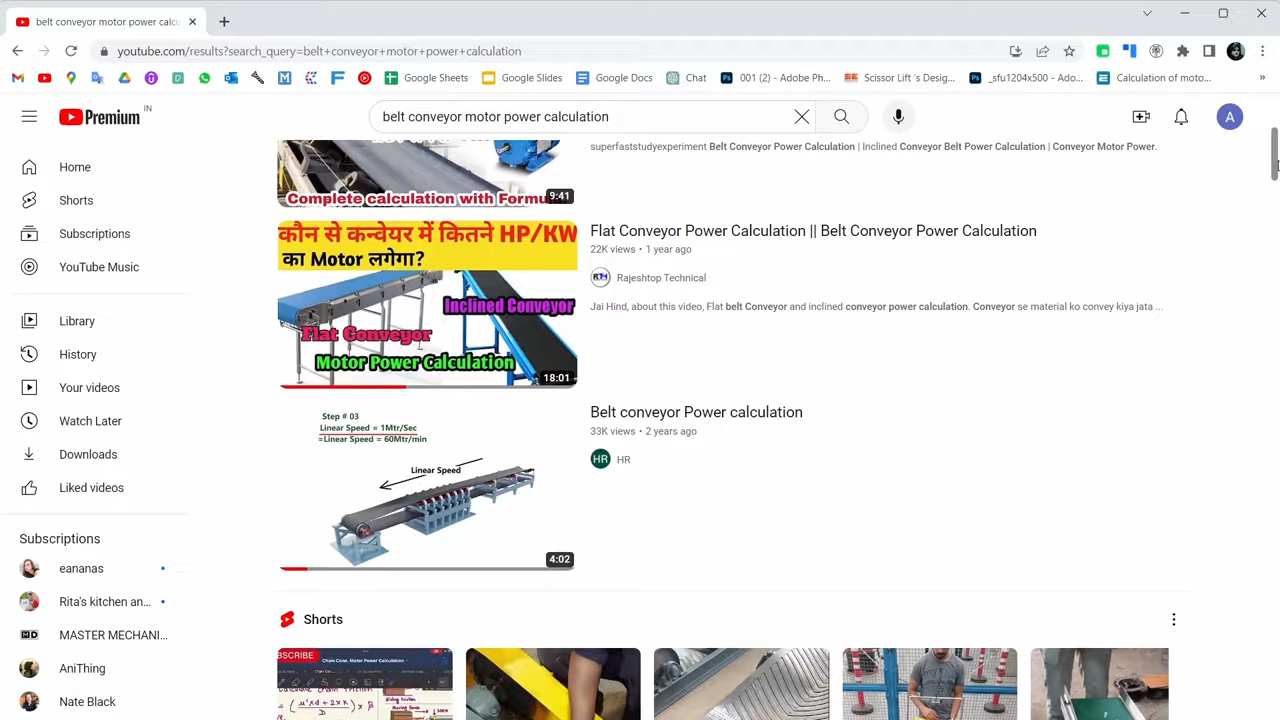 belt conveyor motor power calcu
youtube.com/results?search_query=belt+conveyor+motor+power+calculation
Google Sheets
Google Slides
Google Docs
Chat
001 (2) - Adobe Ph...
Scissor Lift 's Desig...
_sfu1204x500 - Ado...
Calculation of moto...
Premium IN
belt conveyor motor power calculation
A
Home
Shorts
Subscriptions
YouTube Music
Library
History
Your videos
Watch Later
Downloads
Liked videos
Subscriptions
eananas
Rita's kitchen an...
MASTER MECHANI...
AniThing
Nate Black
superfaststudyexperiment Belt Conveyor Power Calculation | Inclined Conveyor Belt Power Calculation | Conveyor Motor Power.
Complete calculation with Formu
9:41
कौन से कन्वेयर में कितने HP/KW
का Motor लगेगा?
Inclined Conveyor
Flat Conveyor
Motor Power Calculation
18:01
Flat Conveyor Power Calculation || Belt Conveyor Power Calculation
22K views • 1 year ago
RTH
Rajeshtop Technical
Jai Hind, about this video, Flat belt Conveyor and inclined conveyor power calculation. Conveyor se material ko convey kiya jata ...
Step # 03
Linear Speed = 1Mtr/Sec
=Linear Speed = 60Mtr/min
Linear Speed
4:02
Belt conveyor Power calculation
33K views • 2 years ago
HR
HR
Shorts
SCRIBE
Chain Conv. Motor Power Calculation